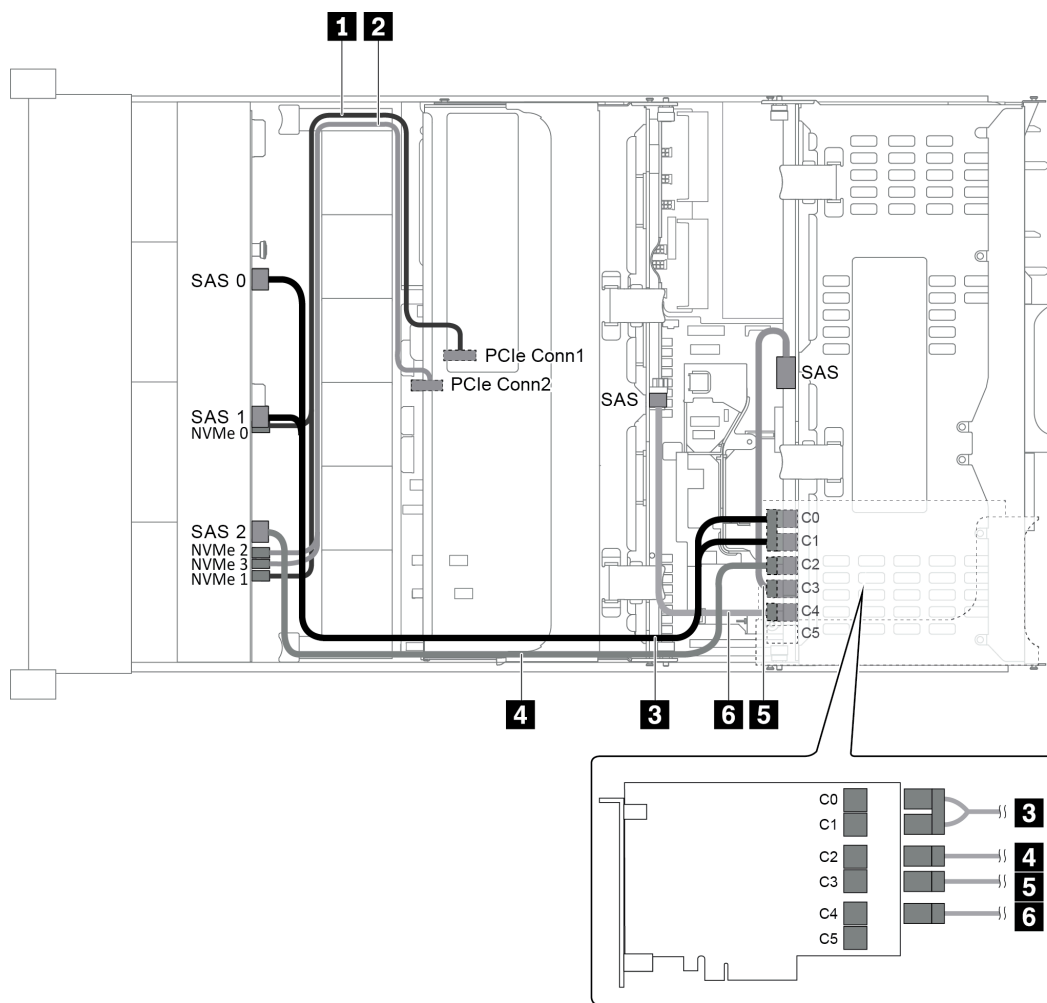 1 2
SAS 0
PCIe Conn1
SAS
PCIe Conn2
SAS
SAS 1
NVMe 0
C0
SAS 2
C1
NVMe 2
C2
NVMe 3
NVMe 1
C3
C4
C5
4 3 6 5
C0
3
C1
C2
4
C3
5
C4
6
C5